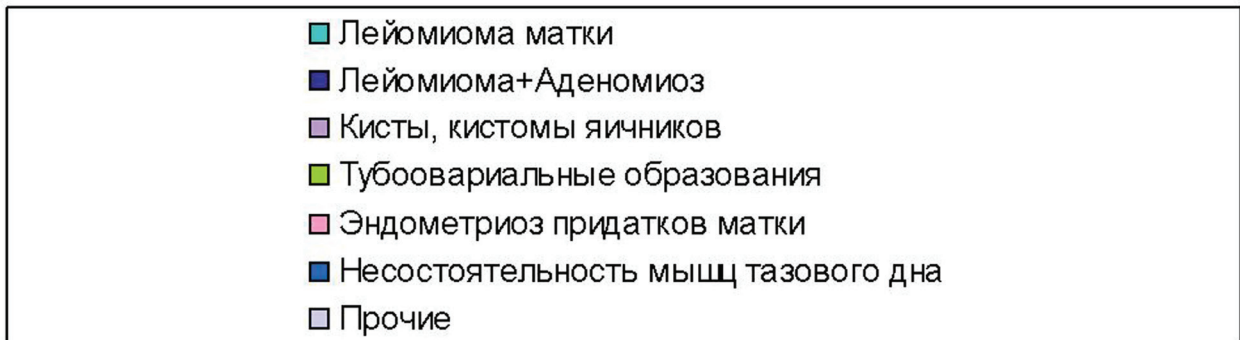 Лейомиома матки
Лейомиома+Аденомиоз
Кисты, кистомы яичников
Тубоовариальные образования
Эндометриоз придатков матки
Несостоятельность мышц тазового дна
Прочие